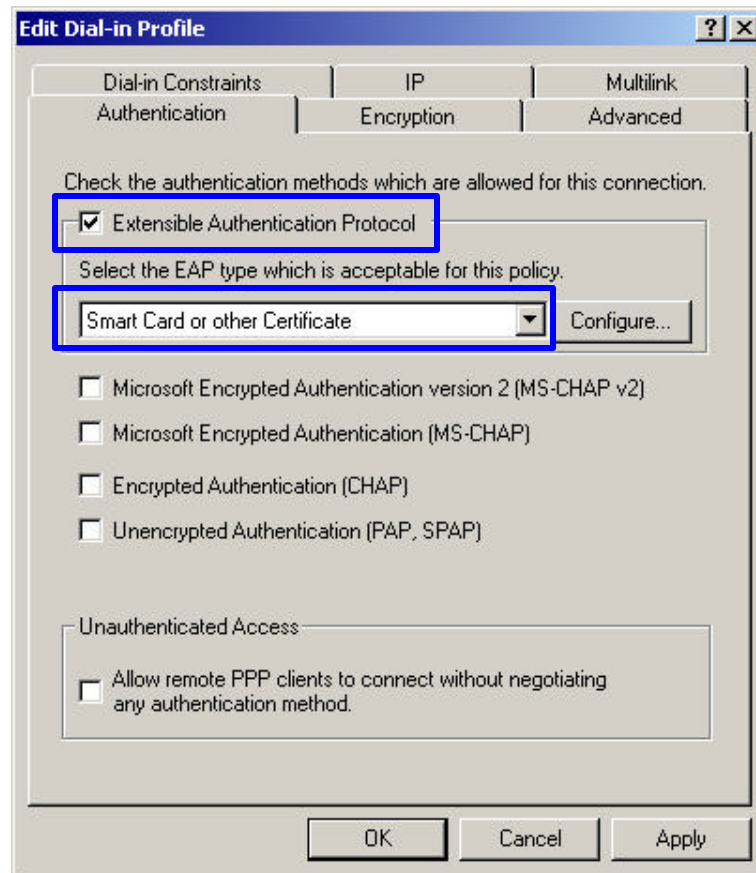 Edit Dial-in Profile
Dial-in Constraints IP Multilink
Authentication Encryption Advanced
Check the authentication methods which are allowed for this connection.
Extensible Authentication Protocol
Select the EAP type which is acceptable for this policy.
Smart Card or other Certificate Configure...
Microsoft Encrypted Authentication version 2 (MS-CHAP v2)
Microsoft Encrypted Authentication (MS-CHAP)
Encrypted Authentication (CHAP)
Unencrypted Authentication (PAP, SPAP)
Unauthenticated Access
Allow remote PPP clients to connect without negotiating
any authentication method.
OK Cancel Apply